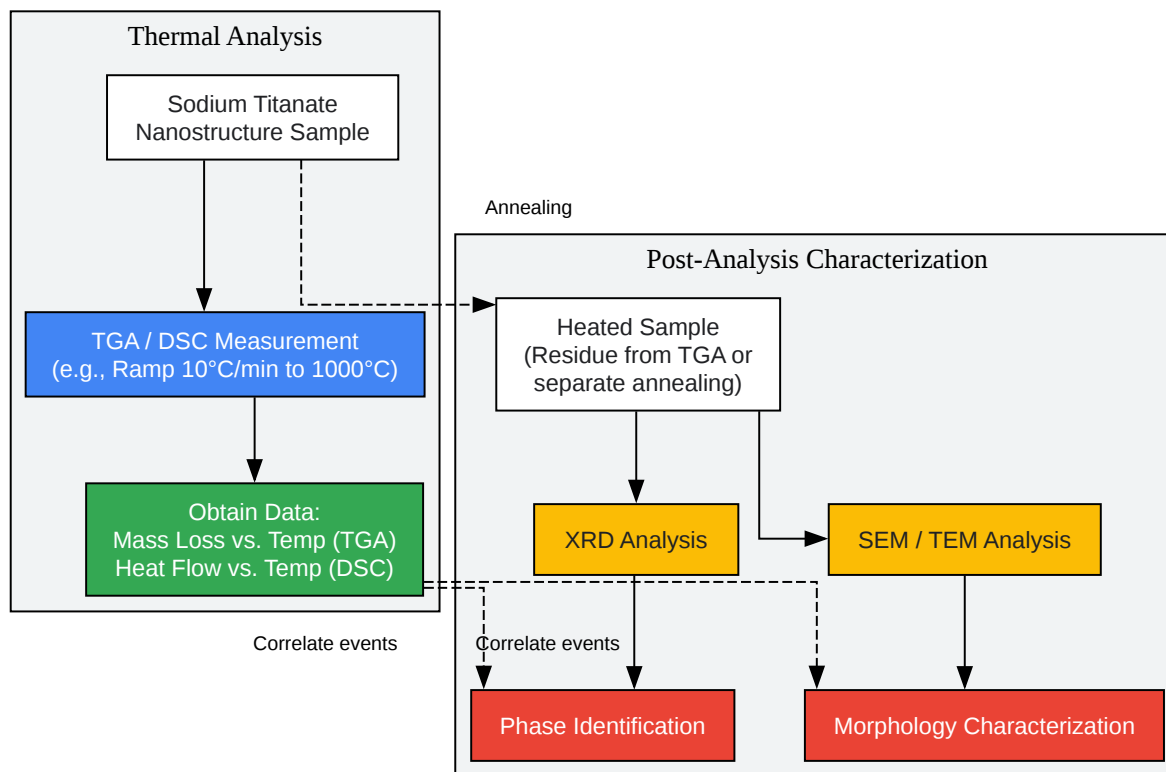 Thermal Analysis
Sodium Titanate
Nanostructure Sample
TGA / DSC Measurement
(e.g., Ramp 10°C/min to 1000°C)
Obtain Data:
Mass Loss vs. Temp (TGA)
Heat Flow vs. Temp (DSC)
Annealing
Post-Analysis Characterization
Heated Sample
(Residue from TGA or
separate annealing)
XRD Analysis
SEM / TEM Analysis
Correlate events
Correlate events
Phase Identification
Morphology Characterization